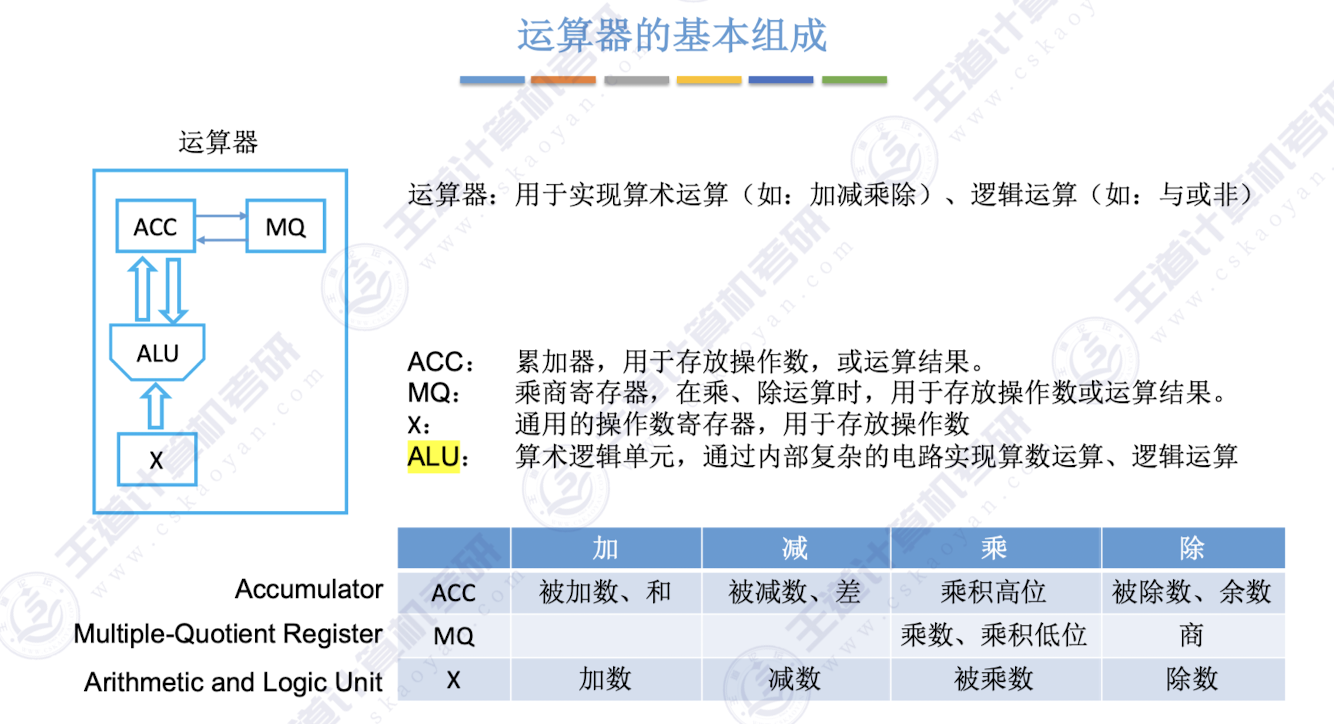 运算器的基本组成
运算器
ACC
MQ
ALU
X
运算器：用于实现算术运算（如：加减乘除）、逻辑运算（如：与或非）
ACC： 累加器，用于存放操作数，或运算结果。
MQ： 乘商寄存器，在乘、除运算时，用于存放操作数或运算结果。
X： 通用的操作数寄存器，用于存放操作数
ALU： 算术逻辑单元，通过内部复杂的电路实现算数运算、逻辑运算
加 减 乘 除
Accumulator ACC 被加数、和 被减数、差 乘积高位 被除数、余数
Multiple-Quotient Register MQ 乘数、乘积低位 商
Arithmetic and Logic Unit X 加数 减数 被乘数 除数
王道计算机考研
www.cskaoyan.com